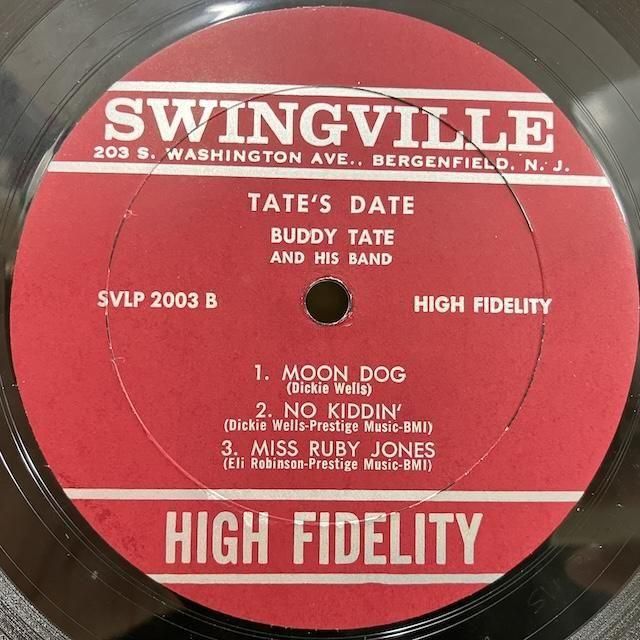 SWINGVILLE
203 S. WASHINGTON AVE., BERGENFIELD, N. J.
TATE'S DATE
BUDDY TATE
AND HIS BAND
SVLP 2003 B
HIGH FIDELITY
1. MOON DOG
(Dickie Wells)
2. NO KIDDIN'
(Dickie Wells-Prestige Music-BMI)
3. MISS RUBY JONES
(Eli Robinson-Prestige Music-BMI)
HIGH FIDELITY